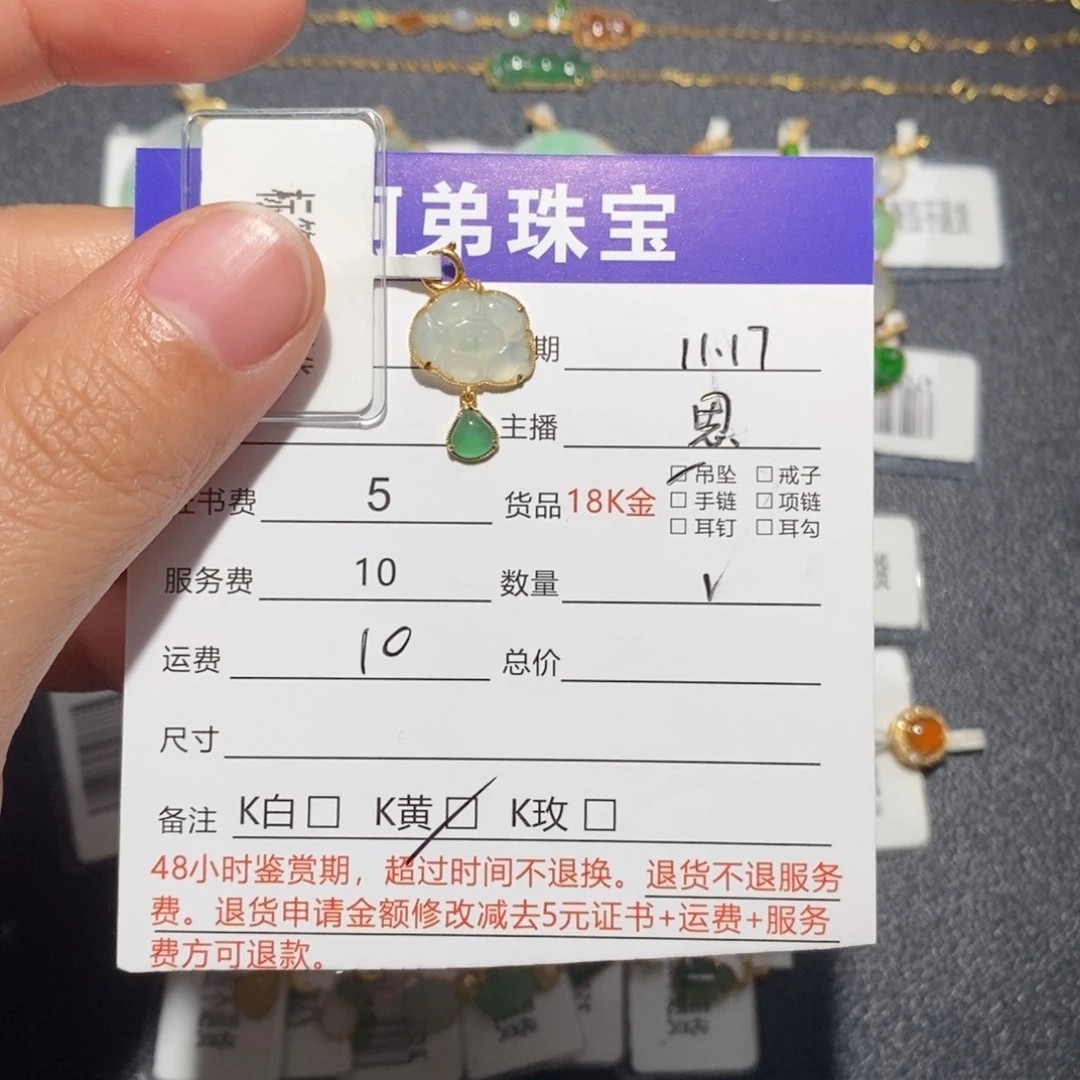 弟珠宝
期 11.17
主播 恩
书费 5 货品 18K金 吊坠 戒子
手链 项链
耳钉 耳勾
服务费 10 数量
运费 10 总价
尺寸
备注 K白 K黄 K玫
48小时鉴赏期，超过时间不退换。退货不退服务
费。退货申请金额修改减去5元证书+运费+服务
费方可退款。